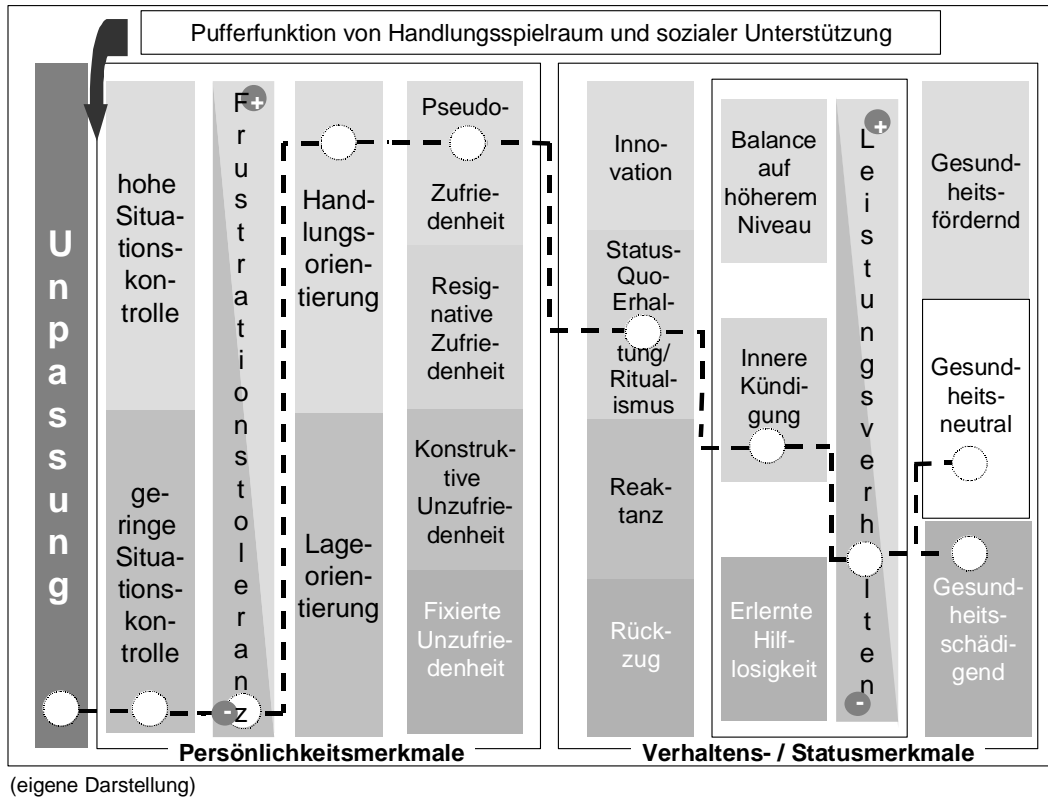 Pufferfunktion von Handlungsspielraum und sozialer Unterstützung
Unpassung
hohe
Situa-
tions-
kon-
trolle
ge-
ringe
Situa-
tions-
kon-
trolle
+
Frustrationstoleranz
-
Hand-
lungs-
orien-
tierung
Lage-
orien-
tierung
Pseudo-
Zufrie-
denheit
Resig-
native
Zufrie-
denheit
Konstruk-
tive
Unzufrie-
denheit
Fixierte
Unzufrie-
denheit
Persönlichkeitsmerkmale
Inno-
vation
Status-
Quo-
Erhal-
tung/
Ritual-
ismus
Reak-
tanz
Rück-
zug
Balance
auf
höherem
Niveau
Innere
Kündi-
gung
Erlernte
Hilf-
losigkeit
+
Leistungsverhalten
-
Gesund-
heits-
fördernd
Gesund-
heits-
neutral
Gesund-
heits-
schädi-
gend
Verhaltens- / Statusmerkmale
(eigene Darstellung)